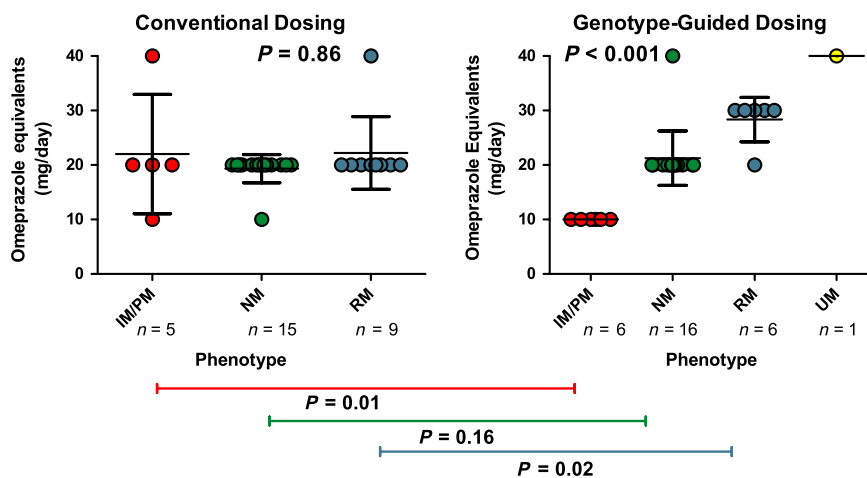 Conventional Dosing
P = 0.86
Omeprazole equivalents
(mg/day)
40
30
20
10
0
IM/PM
NM
RM
n = 5
n = 15
n = 9
Phenotype
Genotype-Guided Dosing
P < 0.001
Omeprazole Equivalents
(mg/day)
40
30
20
10
0
IM/PM
NM
RM
UM
n = 6
n = 16
n = 6
n = 1
Phenotype
P = 0.01
P = 0.16
P = 0.02